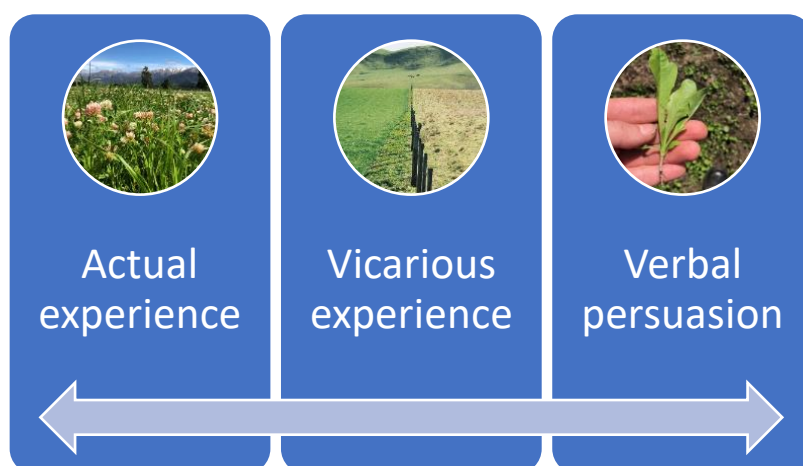 Actual
experience
Vicarious
experience
Verbal
persuasion